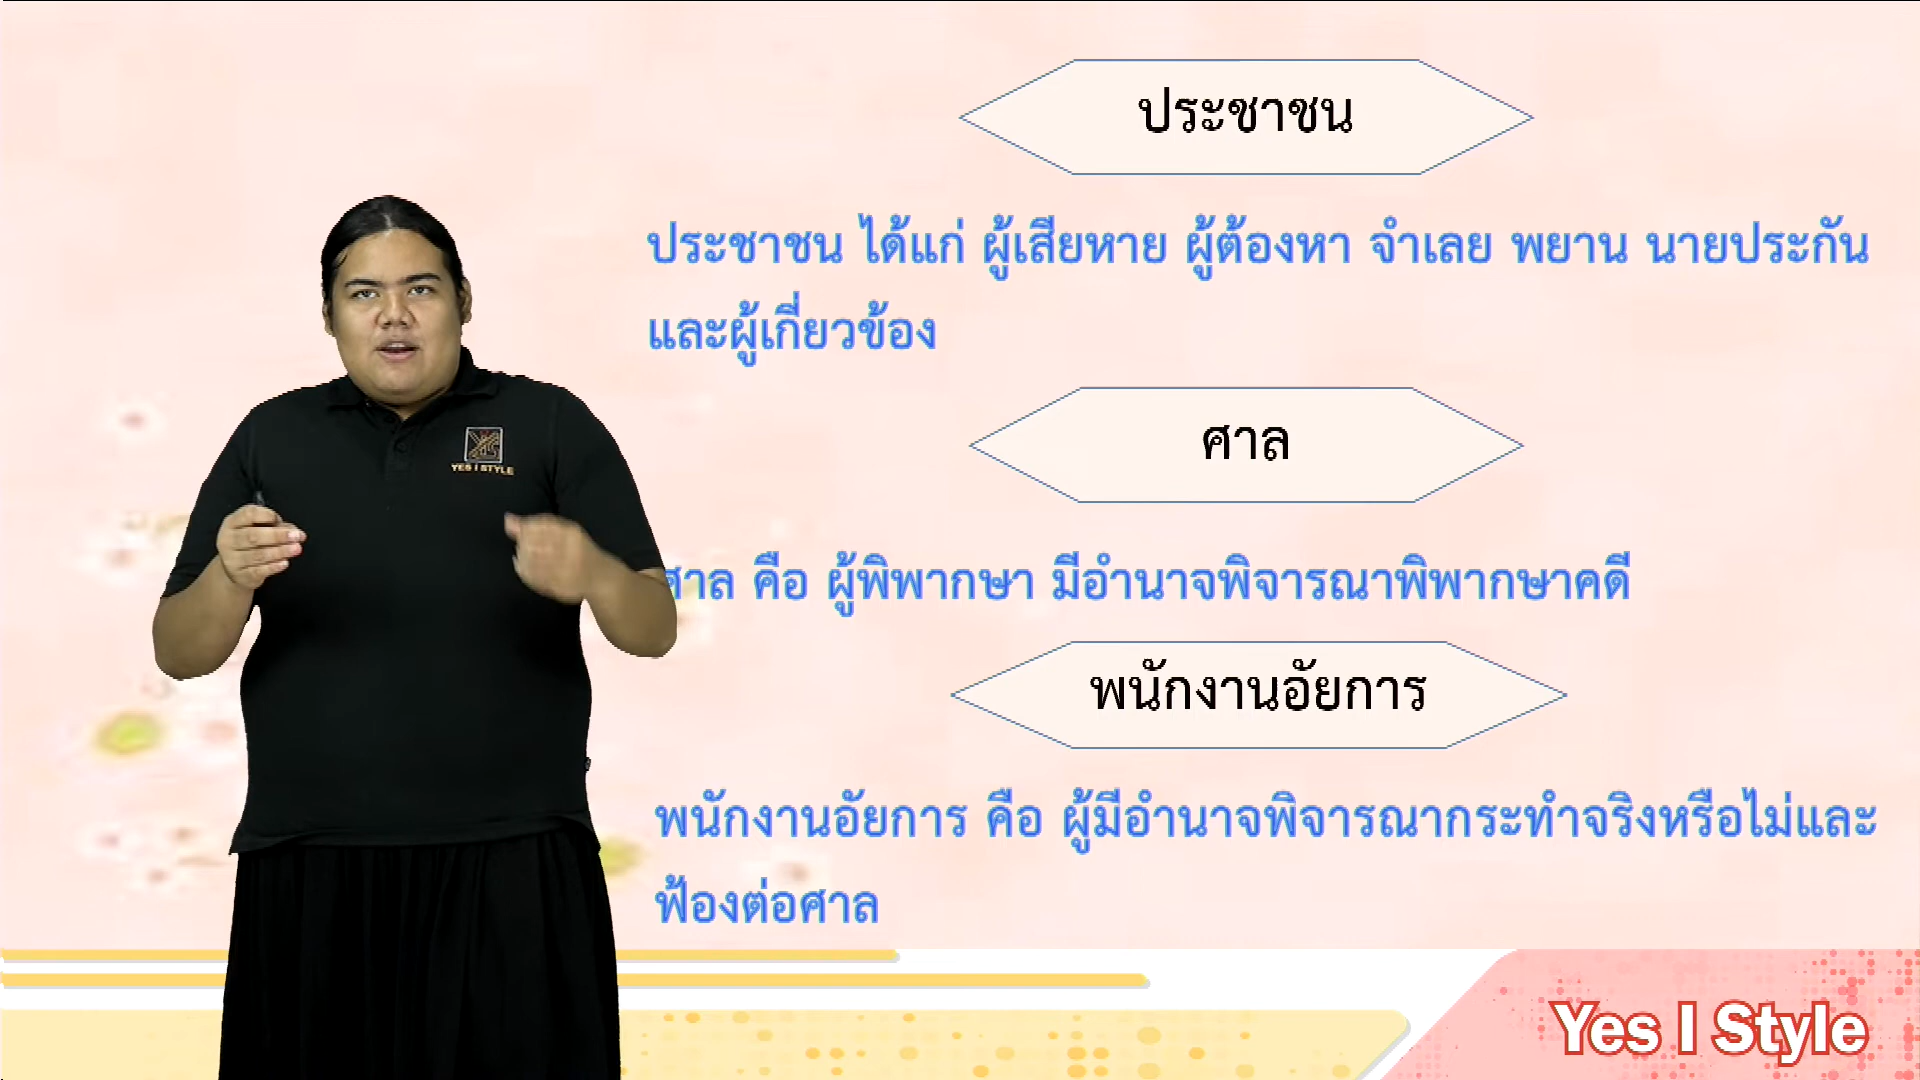 ประชาชน
ประชาชน ได้แก่ ผู้เสียหาย ผู้ต้องหา จำเลย พยาน นายประกัน
และผู้เกี่ยวข้อง
ศาล
ศาล คือ ผู้พิพากษา มีอำนาจพิจารณาพิพากษาคดี
พนักงานอัยการ
พนักงานอัยการ คือ ผู้มีอำนาจพิจารณากระทำจริงหรือไม่และ
ฟ้องต่อศาล
YES I STYLE
Yes I Style